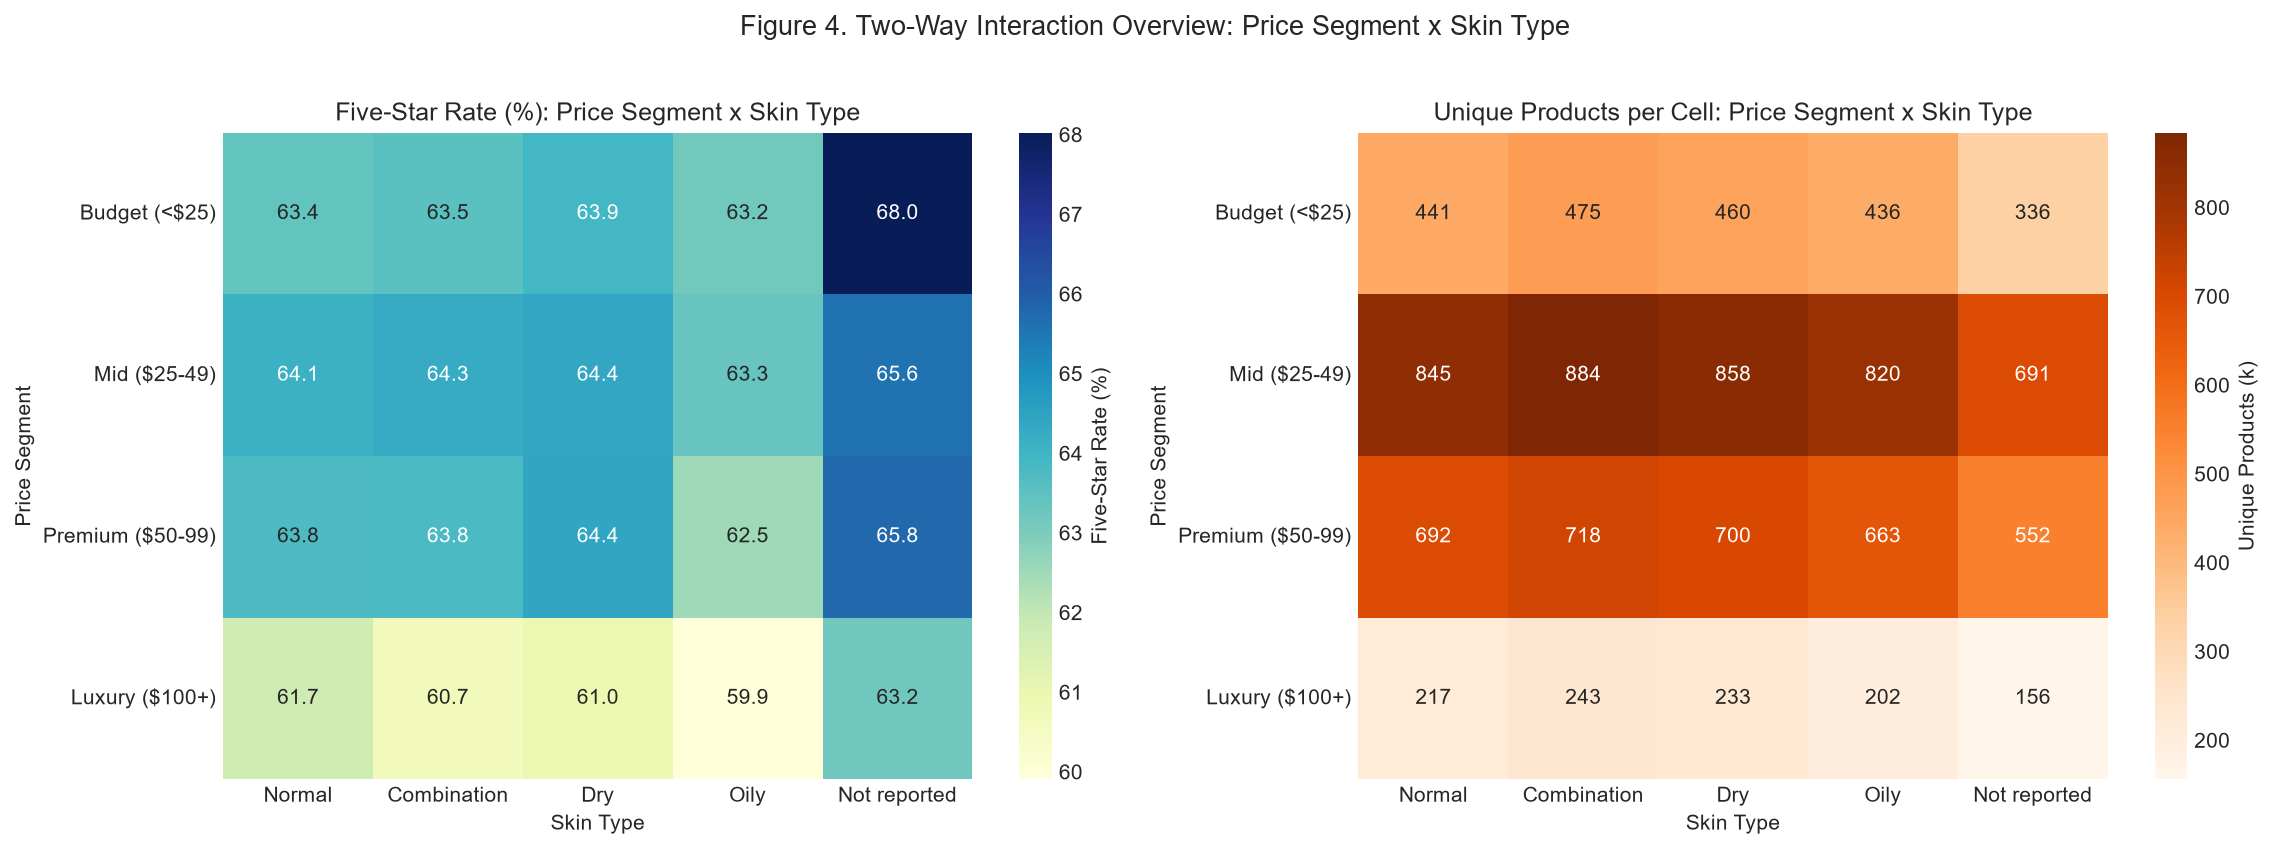 Figure 4. Two-Way Interaction Overview: Price Segment x Skin Type
Five-Star Rate (%): Price Segment x Skin Type
Price Segment
Budget (<$25) 63.4 63.5 63.9 63.2 68.0
Mid ($25-49) 64.1 64.3 64.4 63.3 65.6
Premium ($50-99) 63.8 63.8 64.4 62.5 65.8
Luxury ($100+) 61.7 60.7 61.0 59.9 63.2
Normal Combination Dry Oily Not reported
Skin Type
68
67
66
65
64
63
62
61
60
Five-Star Rate (%)
Unique Products per Cell: Price Segment x Skin Type
Price Segment
Budget (<$25) 441 475 460 436 336
Mid ($25-49) 845 884 858 820 691
Premium ($50-99) 692 718 700 663 552
Luxury ($100+) 217 243 233 202 156
Normal Combination Dry Oily Not reported
Skin Type
800
700
600
500
400
300
200
Unique Products (k)